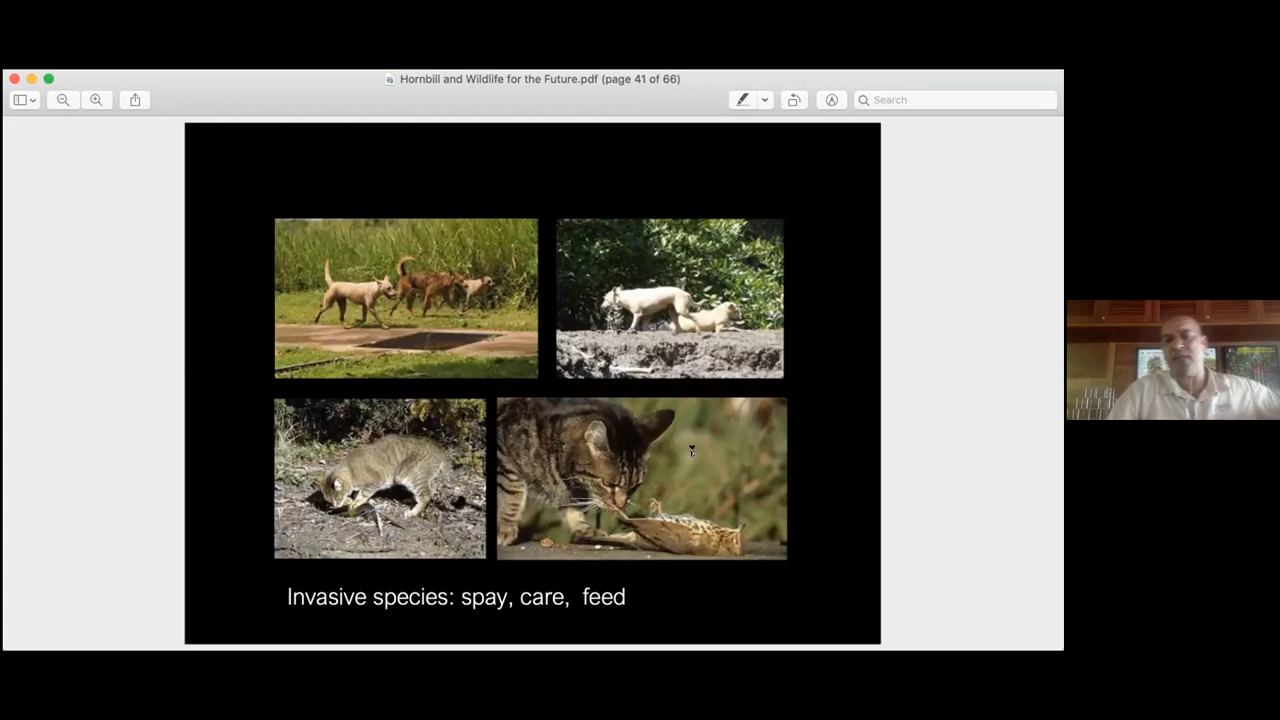 Hornbill and Wildlife for the Future.pdf (page 41 of 66)
Search
Invasive species: spay, care, feed